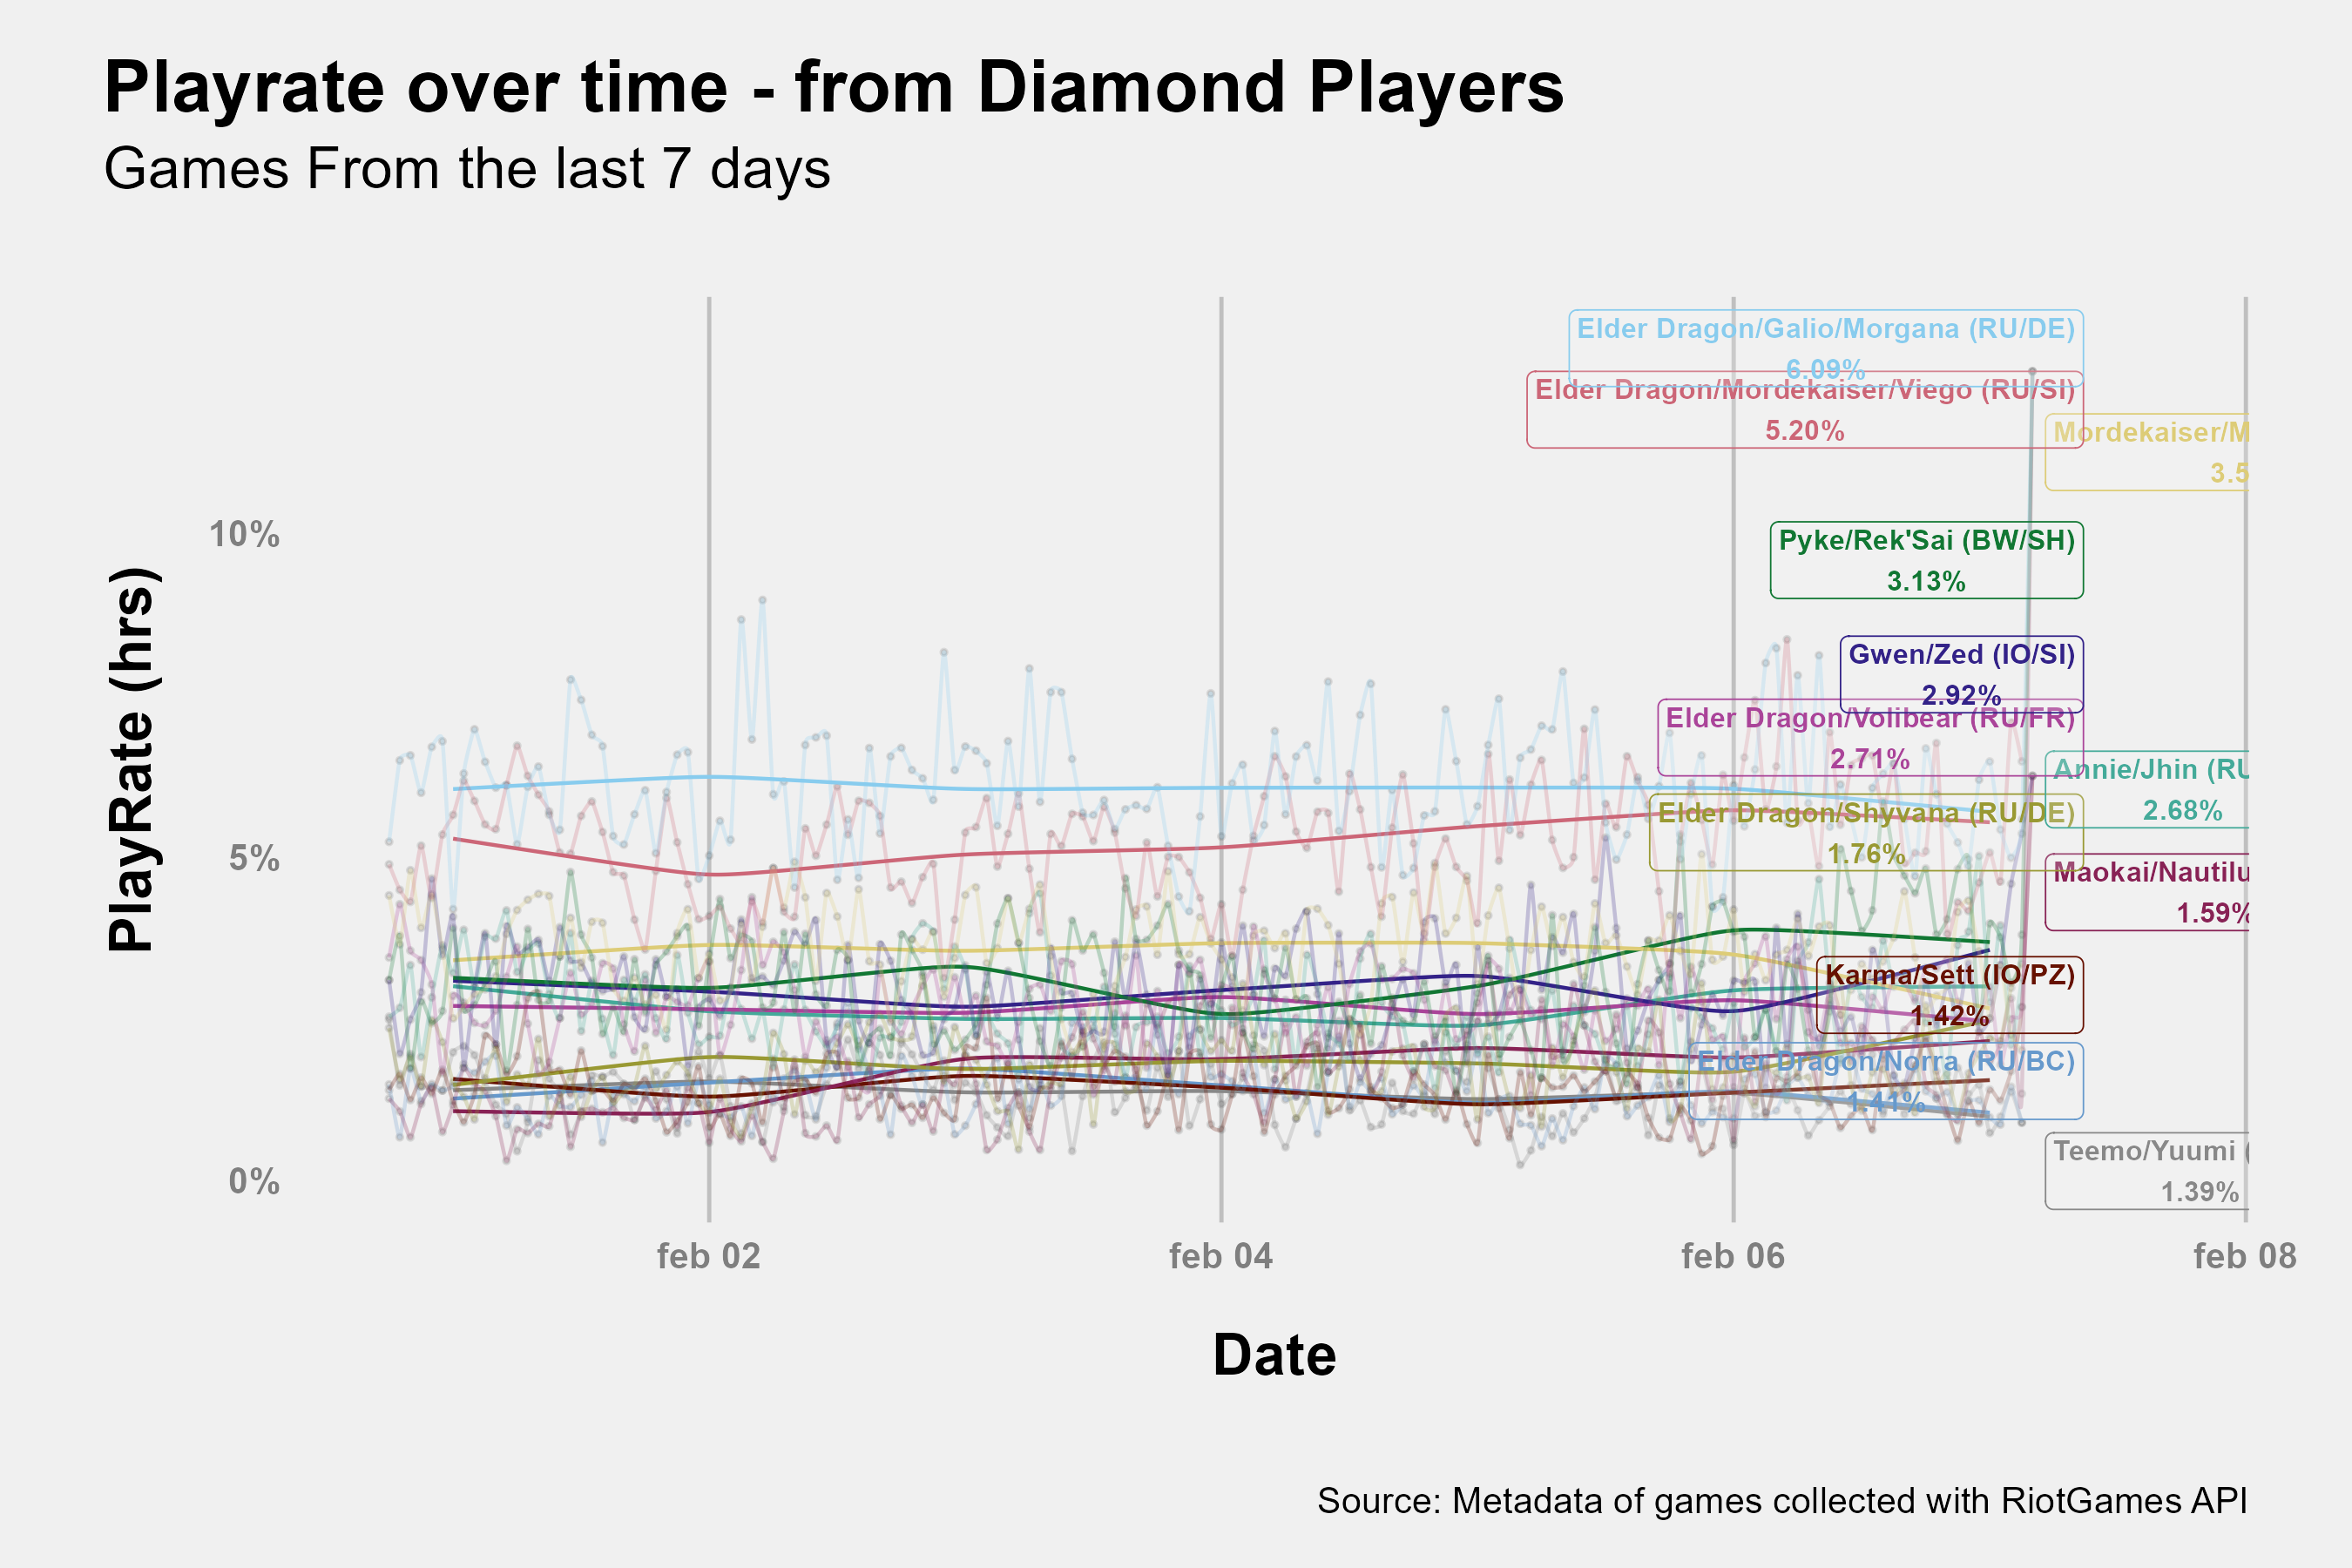 Playrate over time - from Diamond Players
Games From the last 7 days
PlayRate (hrs)
10%
5%
0%
Elder Dragon/Galio/Morgana (RU/DE)
6.09%
Elder Dragon/Mordekaiser/Viego (RU/SI)
5.20%
Mordekaiser/M
3.5
Pyke/Rek'Sai (BW/SH)
3.13%
Gwen/Zed (IO/SI)
2.92%
Elder Dragon/Volibear (RU/FR)
2.71%
Annie/Jhin (RU
2.68%
Elder Dragon/Shyvana (RU/DE)
1.76%
Maokai/Nautilu
1.59%
Karma/Sett (IO/PZ)
1.42%
Elder Dragon/Norra (RU/BC)
1.41%
Teemo/Yuumi (
1.39%
feb 02
feb 04
feb 06
feb 08
Date
Source: Metadata of games collected with RiotGames API